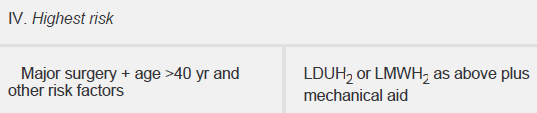 IV. Highest risk
Major surgery + age >40 yr and
other risk factors
LDUH₂ or LMWH₂ as above plus
mechanical aid